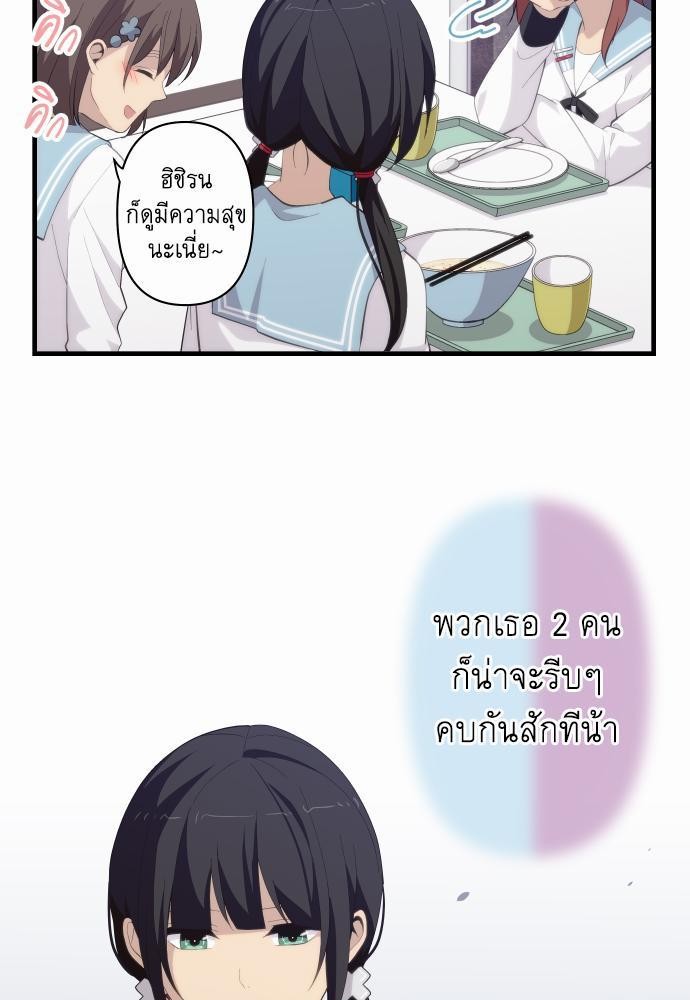 คิก
คิก
ฮิชิรน
ก็ดูมีความสุข
นะเนี่ย~
พวกเธอ 2 คน
ก็น่าจะรีบๆ
คบกันสักทีน้า